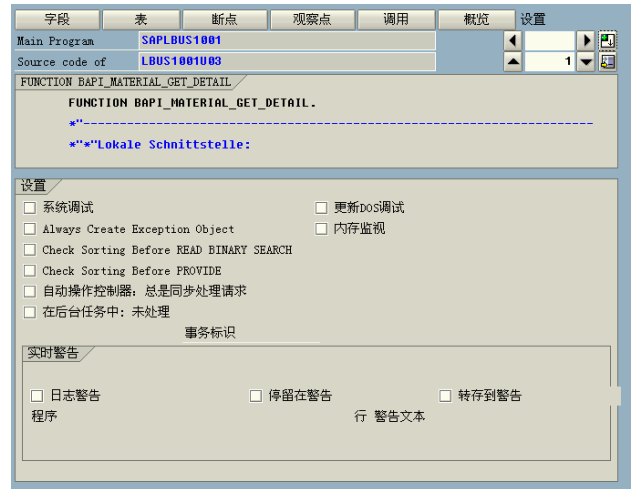 字段 表 断点 观察点 调用 概览 设置
Main Program SAPLBUS1001
Source code of LBUS1001U03 1
FUNCTION BAPI_MATERIAL_GET_DETAIL
FUNCTION BAPI_MATERIAL_GET_DETAIL.
*"----------------------------------------------------------------------
*"*"Lokale Schnittstelle:
设置
系统调试 更新DOS调试
Always Create Exception Object 内存监视
Check Sorting Before READ BINARY SEARCH
Check Sorting Before PROVIDE
自动操作控制器: 总是同步处理请求
在后台任务中: 未处理
事务标识
实时警告
日志警告 停留在警告 转存到警告
程序 行 警告文本